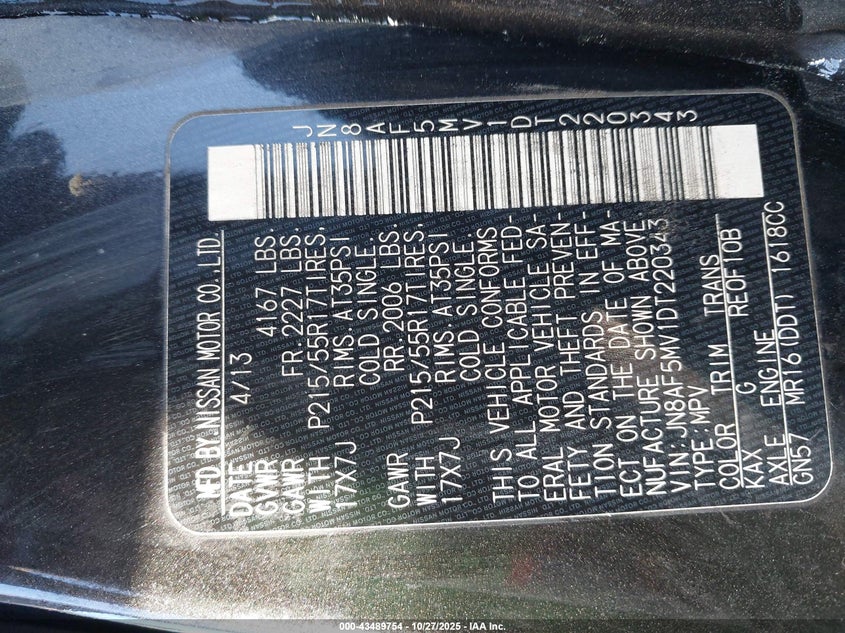 JN8AF5MV1DT220343
MFD BY NISSAN MOTOR CO., LTD.
DATE 4/13
GVWR 4167 LBS.
GAWR FR. 2227 LBS.
WITH P215/55R17TIRES,
17X7J RIMS. AT35PSI
COLD SINGLE.
GAWR RR. 2006 LBS.
WITH P215/55R17TIRES,
17X7J RIMS. AT35PSI
COLD SINGLE.
THIS VEHICLE CONFORMS
TO ALL APPLICABLE FED-
ERAL MOTOR VEHICLE SA-
FETY AND THEFT PREVEN-
TION STANDARDS IN EFF-
ECT ON THE DATE OF MA-
NUFACTURE SHOWN ABOVE.
VIN:JN8AF5MV1DT220343
TYPE:MPV
COLOR TRIM TRANS
KAX G RE0F10B
AXLE ENGINE
GN57 MR16(DDT) 1618CC
000-43489754 | 10/27/2025 - IAA Inc.